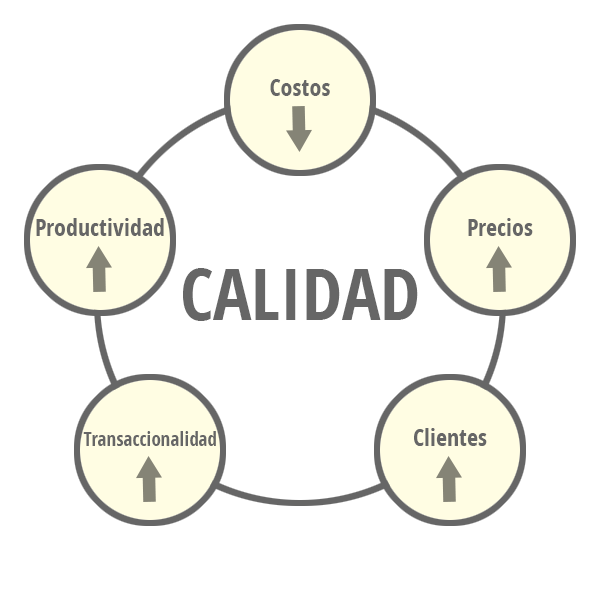 Costos
Productividad
Precios
CALIDAD
Transaccionalidad
Clientes